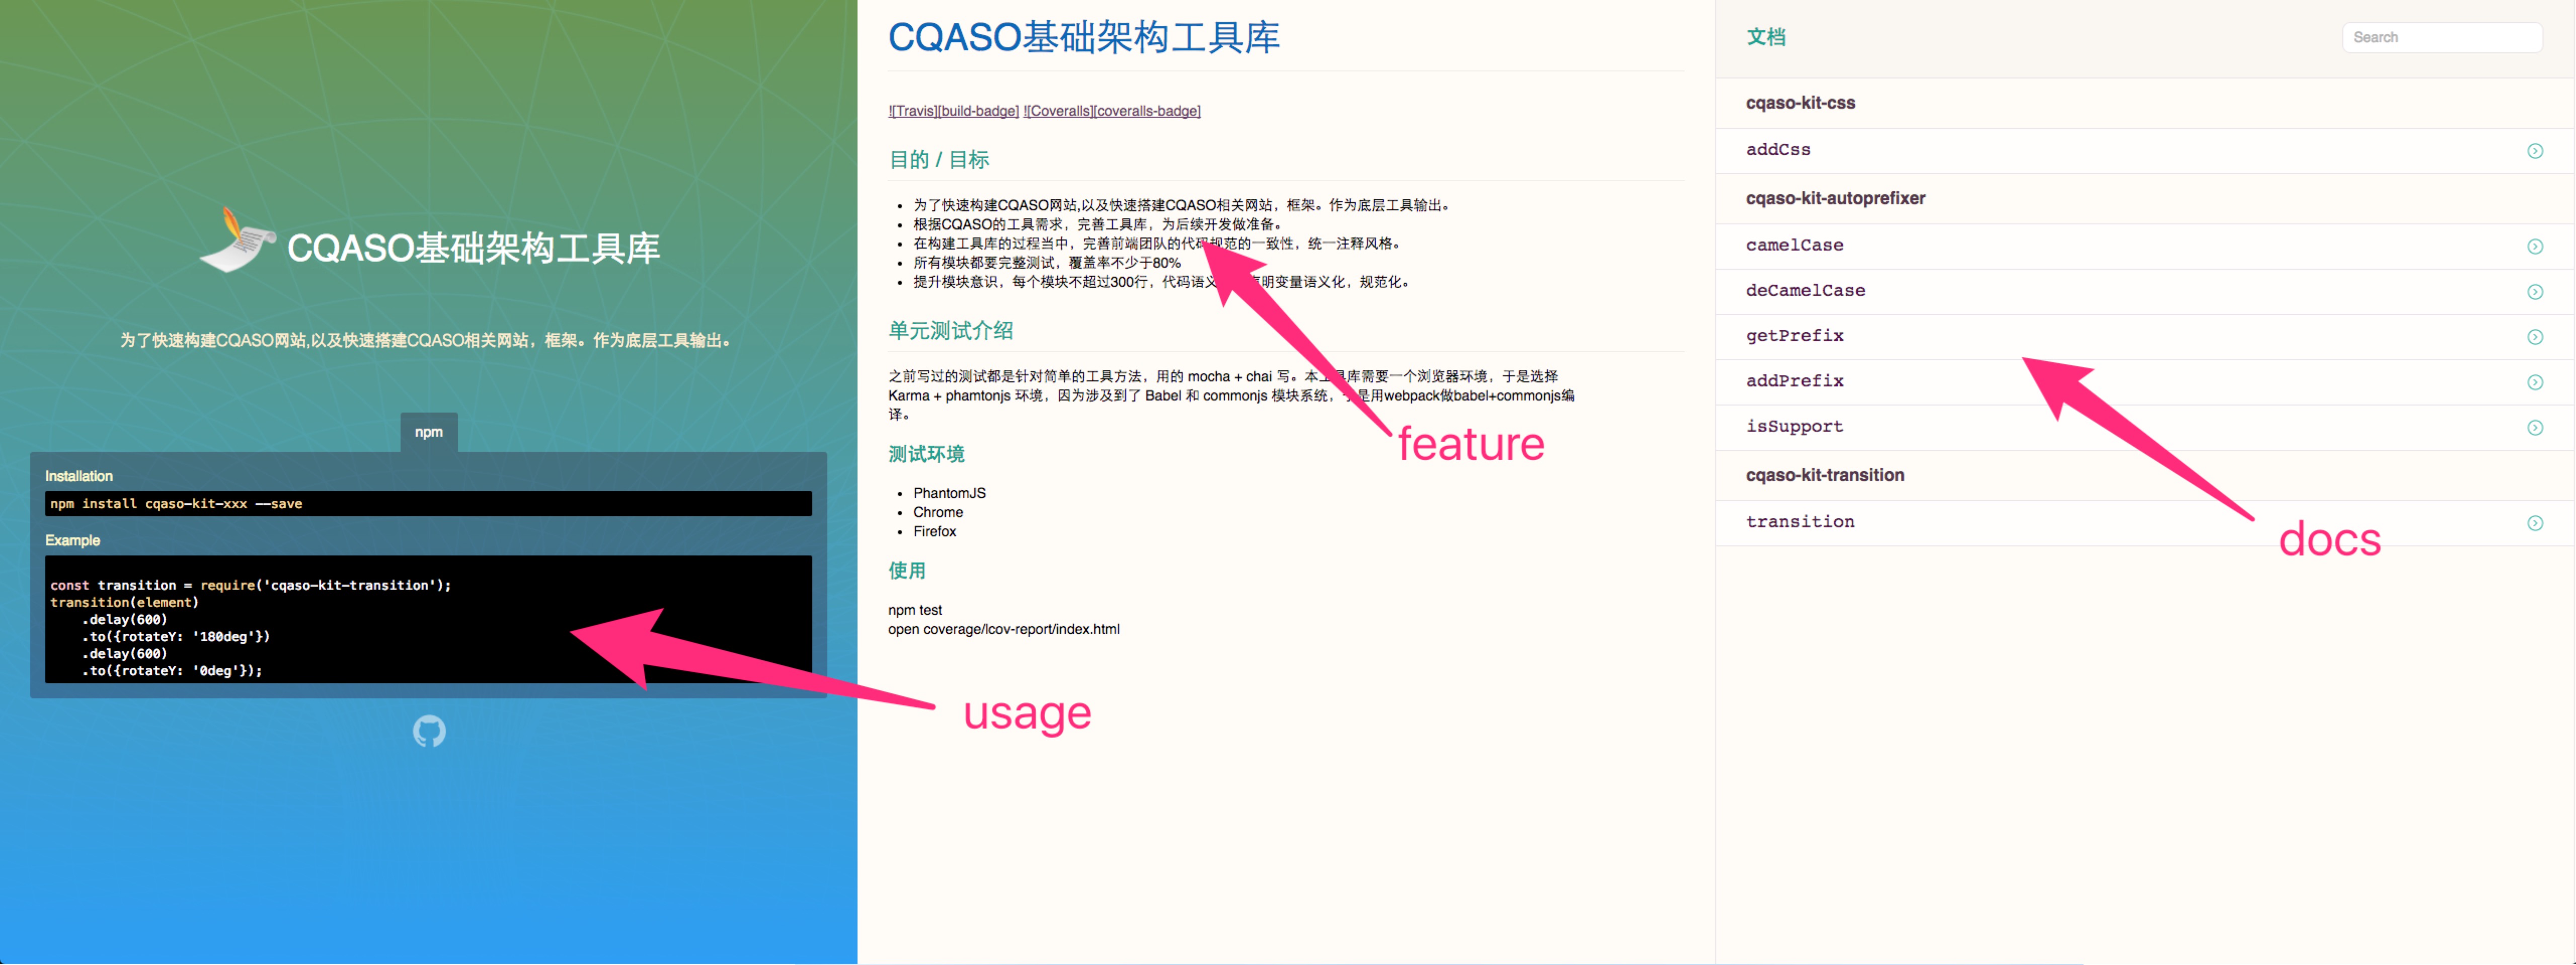 CQASO基础架构工具库
为了快速构建CQASO网站,以及快速搭建CQASO相关网站，框架。作为底层工具输出。
npm
Installation
npm install cqaso-kit-xxx --save
Example
const transition = require('cqaso-kit-transition');
transition(element)
.delay(600)
.to({rotateY: '180deg'})
.delay(600)
.to({rotateY: '0deg'});
usage
CQASO基础架构工具库
![Travis][build-badge] ![Coveralls][coveralls-badge]
目的 / 目标
为了快速构建CQASO网站,以及快速搭建CQASO相关网站，框架。作为底层工具输出。
根据CQASO的工具需求，完善工具库，为后续开发做准备。
在构建工具库的过程当中，完善前端团队的代码规范的一致性，统一注释风格。
所有模块都要完整测试，覆盖率不少于80%
提升模块意识，每个模块不超过300行，代码语义 明变量语义化，规范化。
单元测试介绍
之前写过的测试都是针对简单的工具方法，用的 mocha + chai 写。本工具库需要一个浏览器环境，于是选择
Karma + phamtonjs 环境，因为涉及到了 Babel 和 commonjs 模块系统，于是用webpack做babel+commonjs编
译。
feature
测试环境
PhantomJS
Chrome
Firefox
使用
npm test
open coverage/lcov-report/index.html
文档
Search
cqaso-kit-css
addCss
cqaso-kit-autoprefixer
camelCase
deCamelCase
getPrefix
addPrefix
isSupport
cqaso-kit-transition
transition
docs